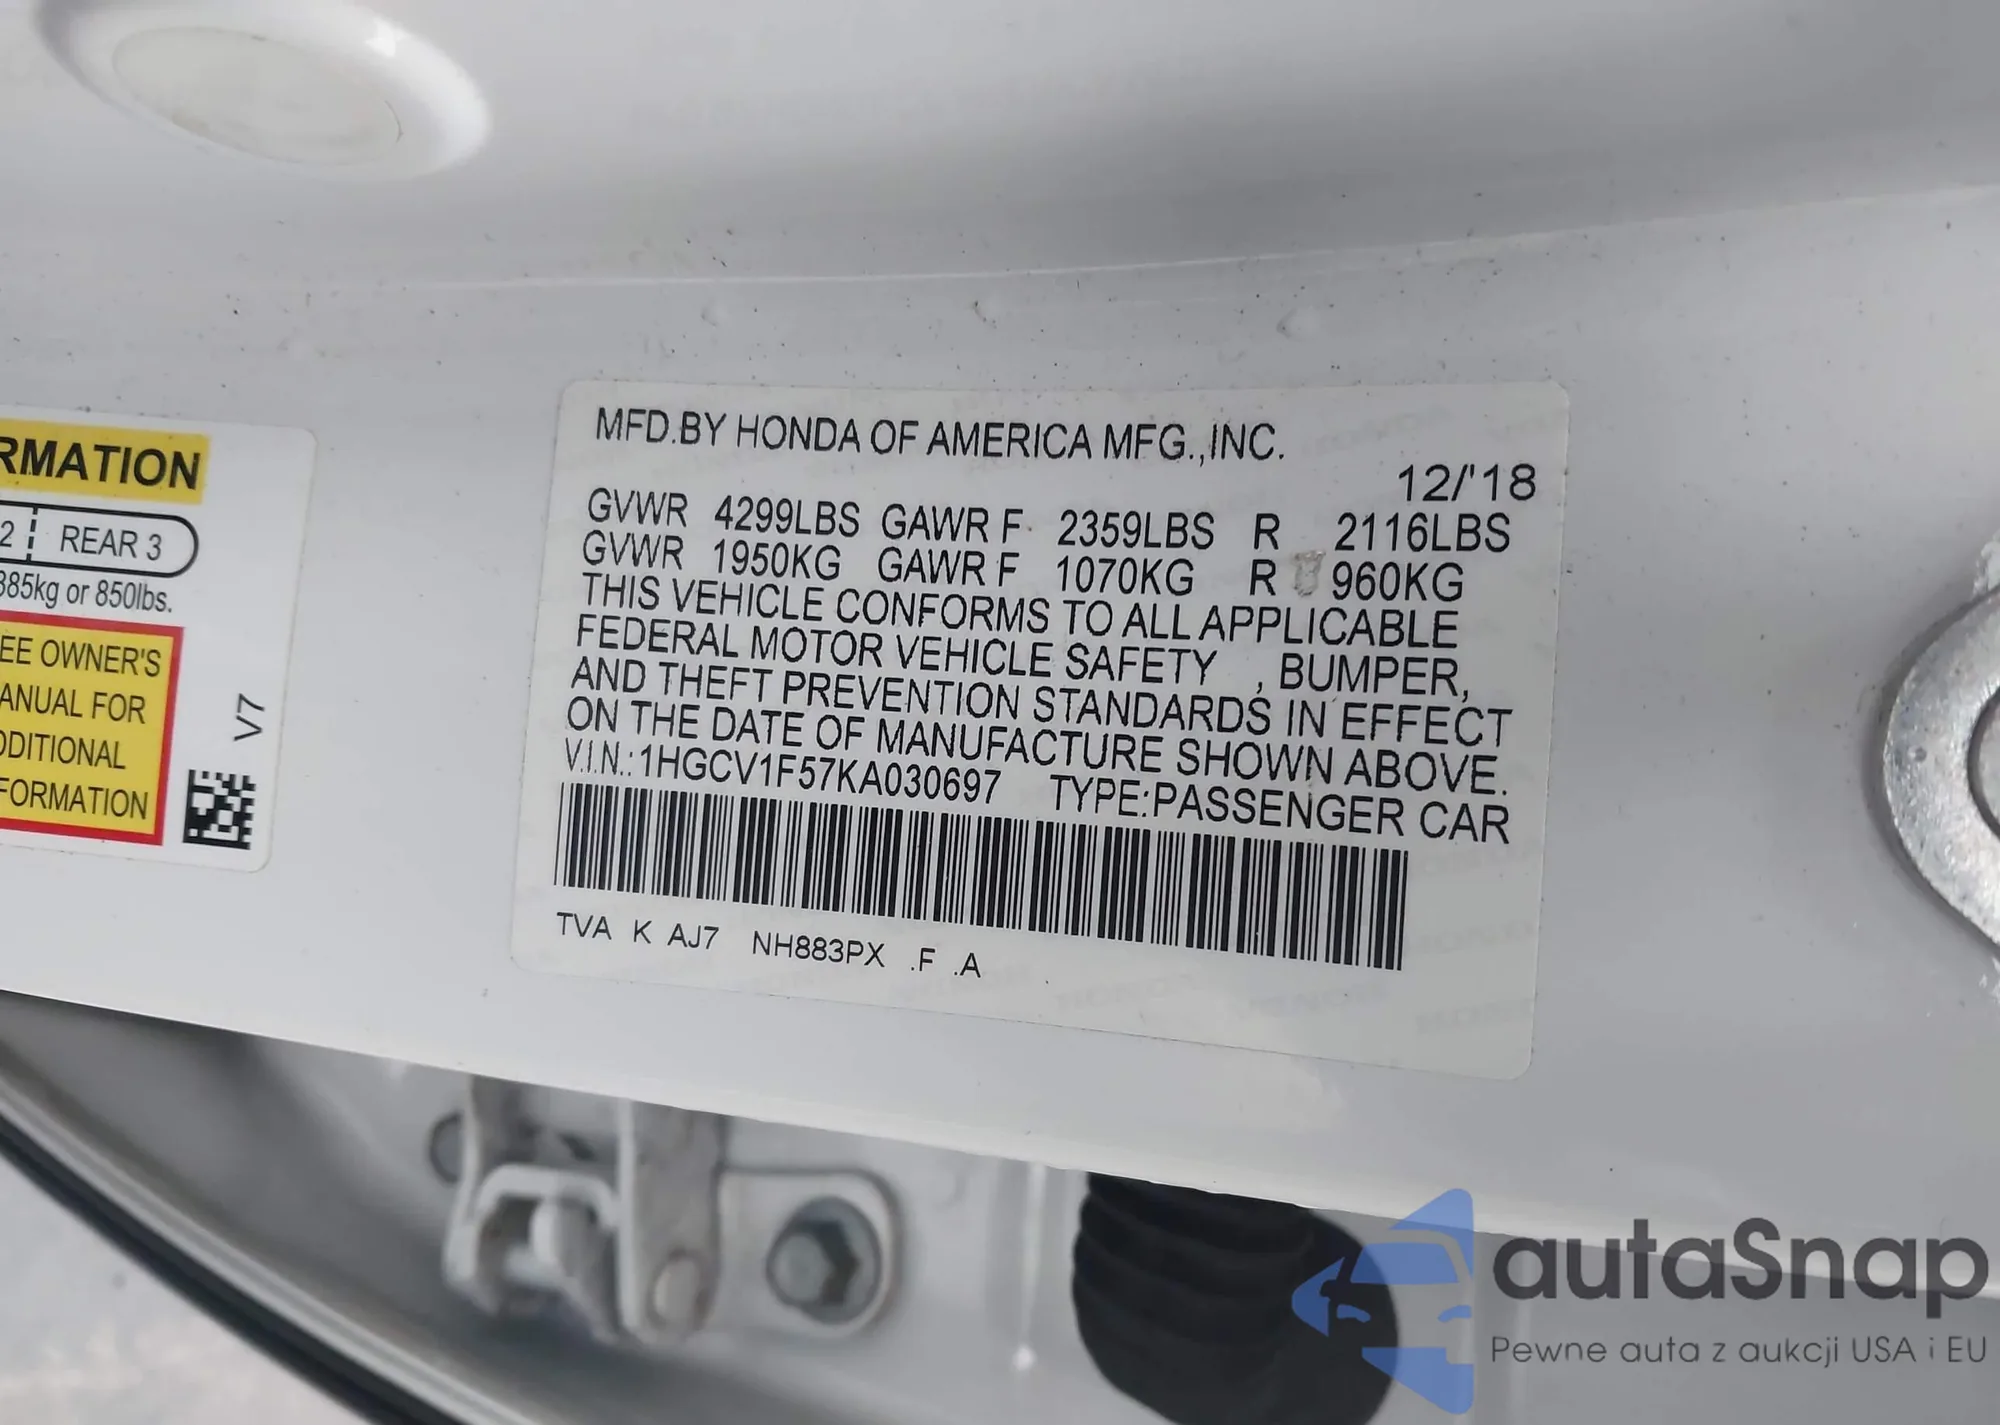 RMATION
2 REAR 3
385kg or 850lbs.
EE OWNER'S
ANUAL FOR
DDITIONAL
FORMATION
V7
MFD.BY HONDA OF AMERICA MFG.,INC.
12/'18
GVWR 4299LBS GAWR F 2359LBS R 2116LBS
GVWR 1950KG GAWR F 1070KG R 960KG
THIS VEHICLE CONFORMS TO ALL APPLICABLE
FEDERAL MOTOR VEHICLE SAFETY , BUMPER,
AND THEFT PREVENTION STANDARDS IN EFFECT
ON THE DATE OF MANUFACTURE SHOWN ABOVE.
V.I.N.: 1HGCV1F57KA030697 TYPE:PASSENGER CAR
TVA K AJ7 NH883PX .F .A
autaSnap
Pewne auta z aukcji USA i EU